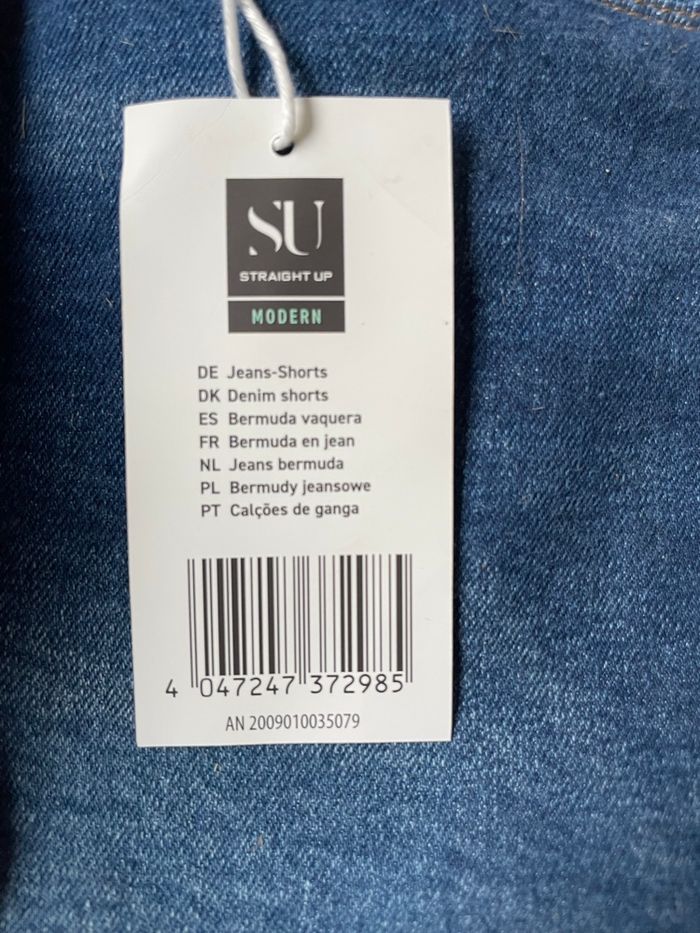 SU
STRAIGHT UP
MODERN
DE Jeans-Shorts
DK Denim shorts
ES Bermuda vaquera
FR Bermuda en jean
NL Jeans bermuda
PL Bermudy jeansowe
PT Calções de ganga
4 047247 372985
AN 2009010035079